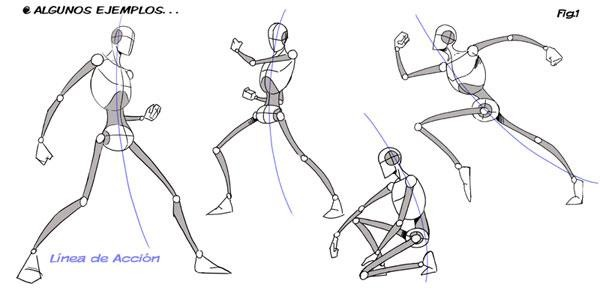 ALGUNOS EJEMPLOS...
Fig.1
Línea de Acción